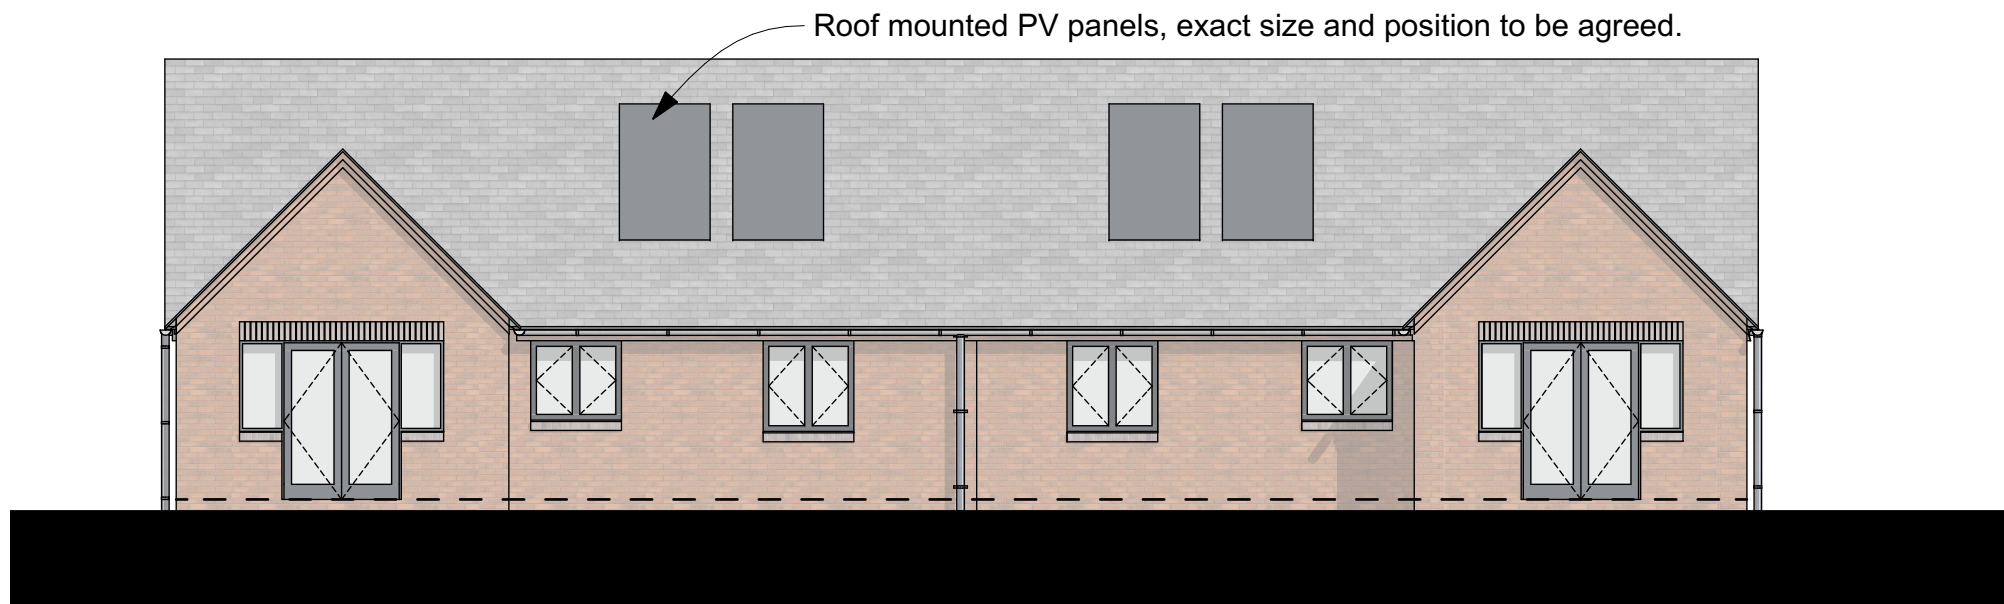 Roof mounted PV panels, exact size and position to be agreed.